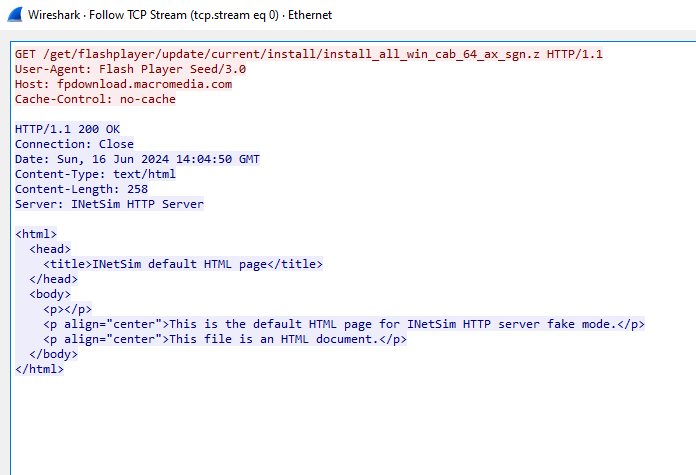 Wireshark · Follow TCP Stream (tcp.stream eq 0) · Ethernet
GET /get/flashplayer/update/current/install/install_all_win_cab_64_ax_sgn.z HTTP/1.1
User-Agent: Flash Player Seed/3.0
Host: fpdownload.macromedia.com
Cache-Control: no-cache

HTTP/1.1 200 OK
Connection: Close
Date: Sun, 16 Jun 2024 14:04:50 GMT
Content-Type: text/html
Content-Length: 258
Server: INetSim HTTP Server

<html>
  <head>
    <title>INetSim default HTML page</title>
  </head>
  <body>
    <p></p>
    <p align="center">This is the default HTML page for INetSim HTTP server fake mode.</p>
    <p align="center">This file is an HTML document.</p>
  </body>
</html>